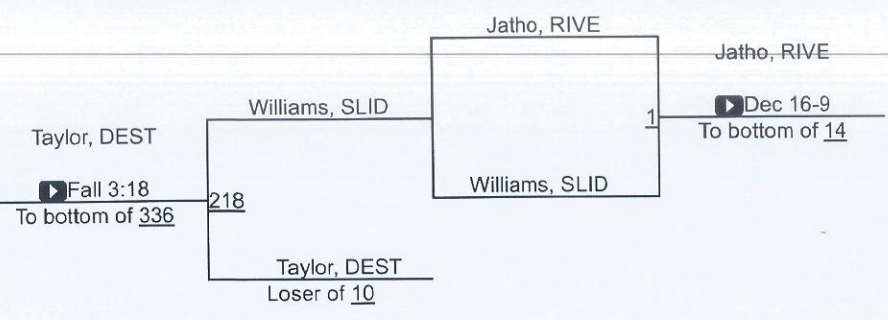 Jatho, RIVE
Jatho, RIVE
Williams, SLID
Dec 16-9
1
To bottom of 14
Taylor, DEST
Fall 3:18
Williams, SLID
218
To bottom of 336
Taylor, DEST
Loser of 10